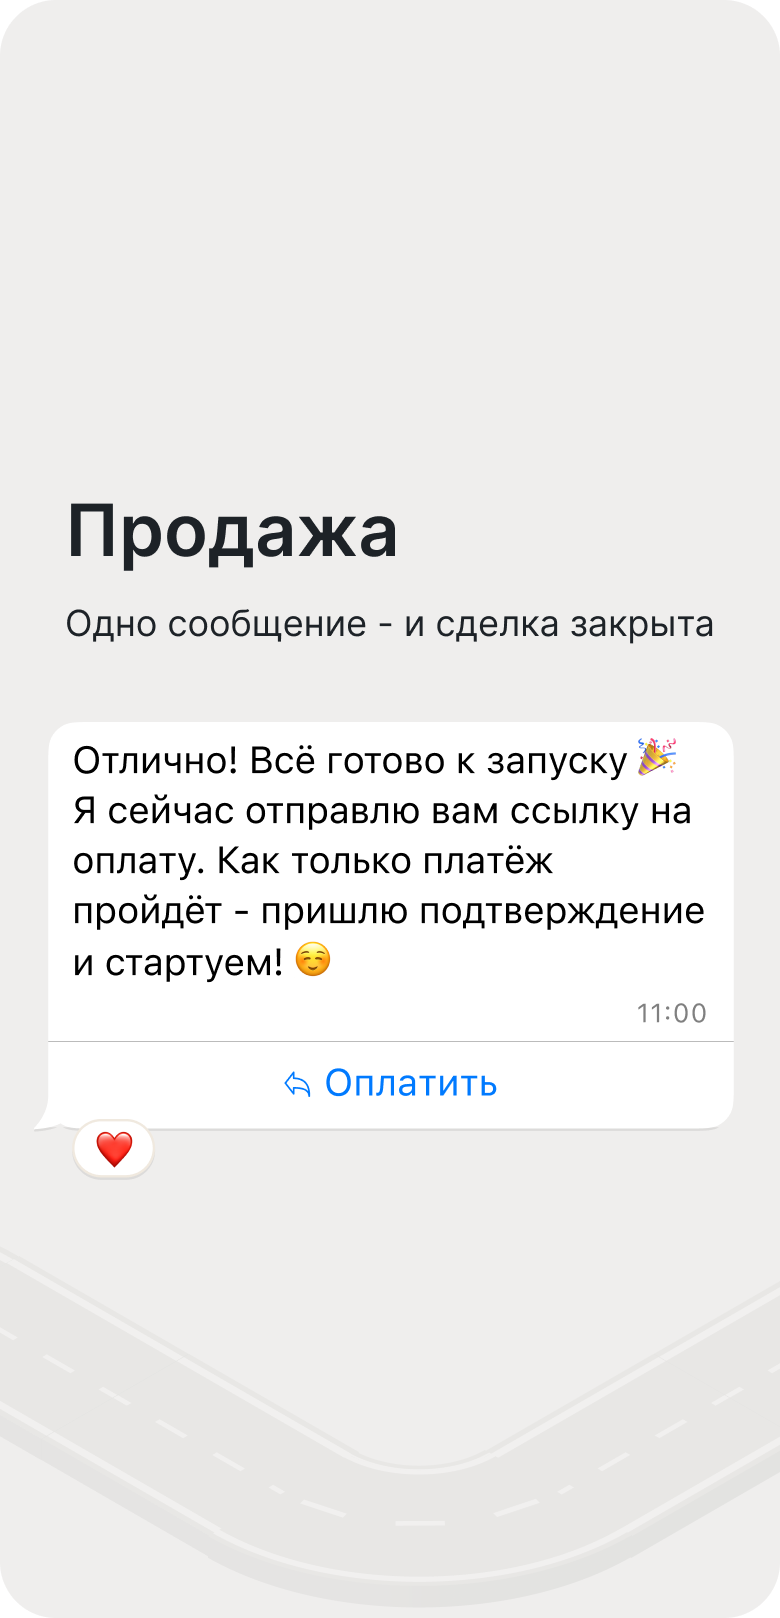 Продажа
Одно сообщение - и сделка закрыта
Отлично! Всё готово к запуску 🎉
Я сейчас отправлю вам ссылку на
оплату. Как только платёж
пройдёт - пришлю подтверждение
и стартуем! ☺️
11:00
Оплатить
❤️